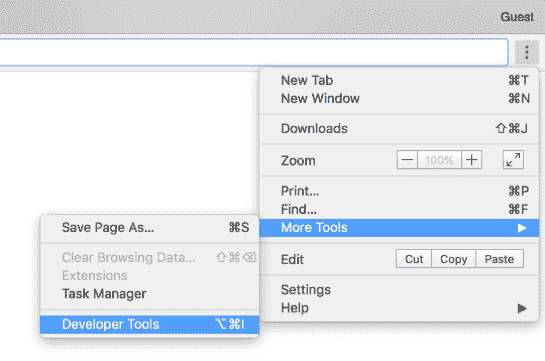 Guest
New Tab ⌘T
New Window ⌘N
Downloads ⇧⌘J
Zoom — 100% +
Print... ⌘P
Find... ⌘F
More Tools ▶
Edit Cut Copy Paste
Settings
Help ▶
Save Page As... ⌘S
Clear Browsing Data... ⇧⌘⌫
Extensions
Task Manager
Developer Tools ⌥⌘I